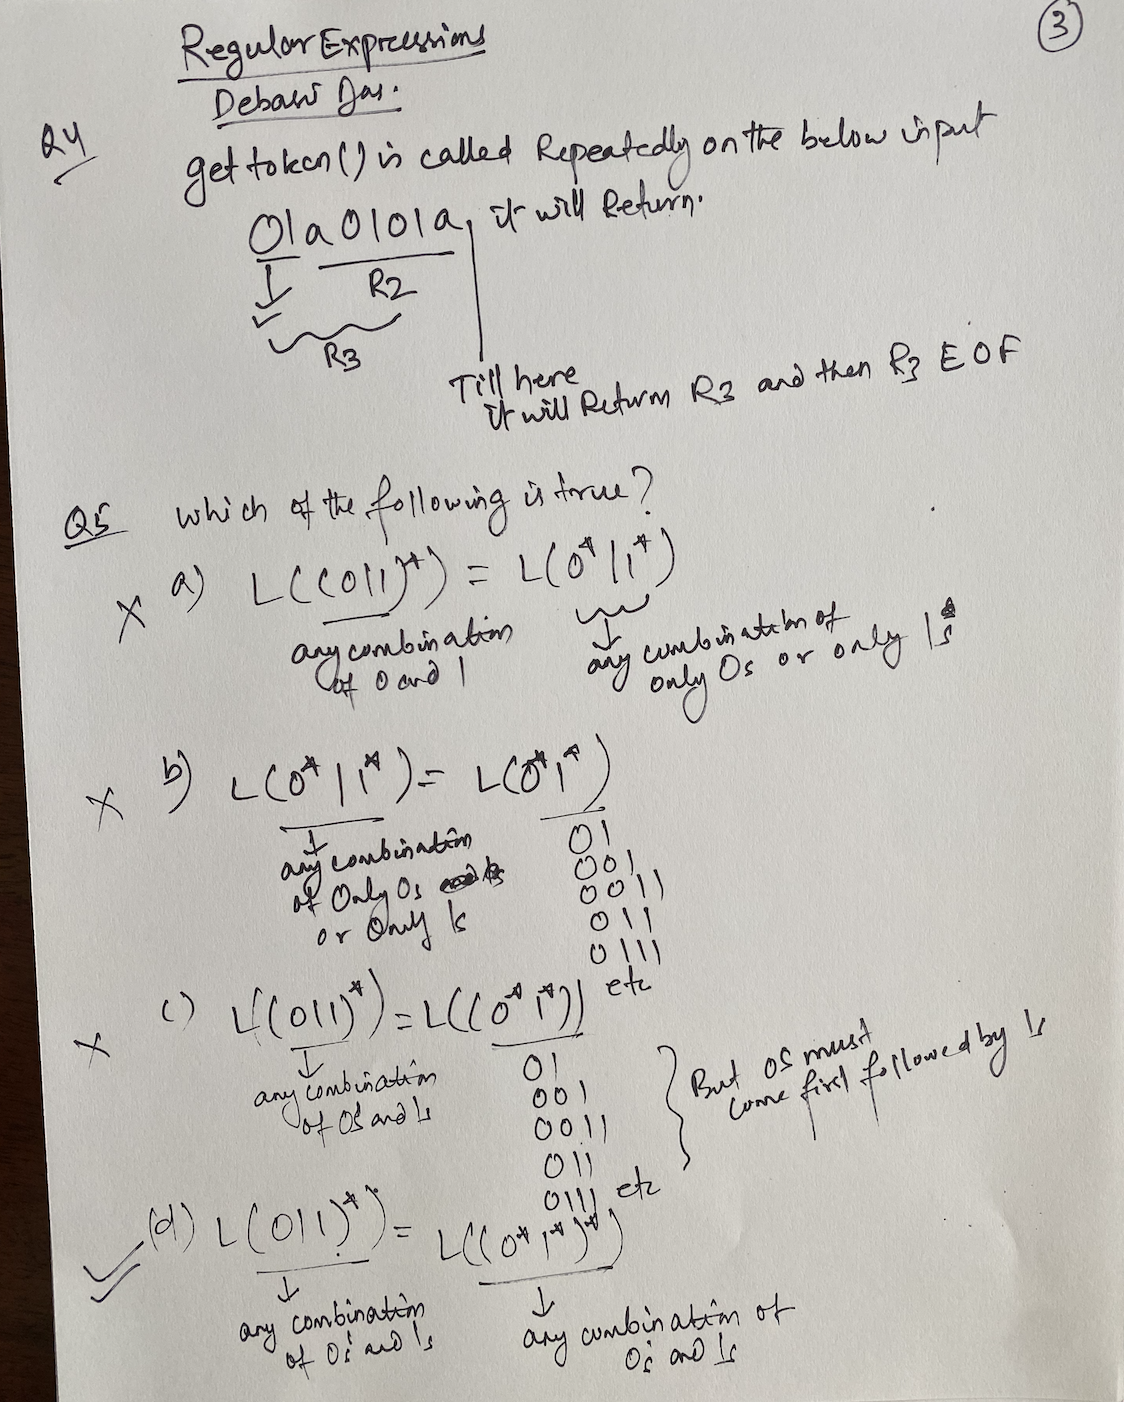 3
Regular Expressions
Debasis Das.
Q4
get token() is called Repeatedly on the below input
01a0101a, it will Return.
R2
R3
Till here
it will Return R3 and then R3 EOF
Q5 which of the following is true?
X a) L((0|1)*) = L(0*|1*)
any combination of 0 and 1
any combination of only 0s or only 1s
X b) L(0*|1*) = L(0*1*)
any combination
of Only 0s
or Only 1s
01
001
0011
011
0111
etc
X c) L((0|1)*) = L((0*1*))
any combination
of 0s and 1s
01
001
0011
011
0111 etc
But 0s must
come first followed by 1s
(d) L(0|1)*) = L((0*1*)*)
any combination
of 0s and 1s
any combination of
0s and 1s